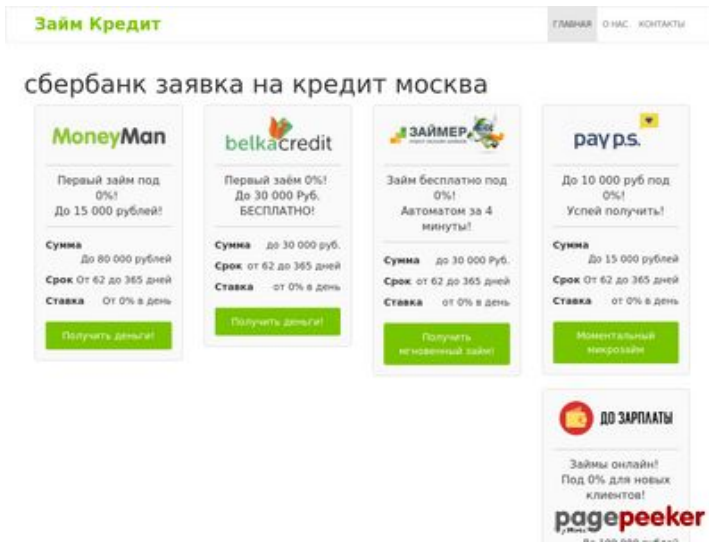 Займ Кредит
ГЛАВНАЯ О НАС КОНТАКТЫ
сбербанк заявка на кредит москва
MoneyMan
Первый займ под
0%!
До 15 000 рублей!
Сумма
До 80 000 рублей
Срок От 62 до 365 дней
Ставка От 0% в день
Получить деньги!
belkacredit
Первый заём 0%!
До 30 000 Руб.
БЕСПЛАТНО!
Сумма до 30 000 руб.
Срок от 62 до 365 дней
Ставка от 0% в день
Получить деньги!
ЗАЙМЕР
Займ бесплатно под
0%!
Автоматом за 4
минуты!
Сумма до 30 000 Руб.
Срок от 62 до 365 дней
Ставка от 0% в день
Получить
мгновенный займ!
pay p.s.
До 10 000 руб под
0%!
Успей получить!
Сумма
До 15 000 рублей
Срок От 62 до 365 дней
Ставка от 0% в день
Моментальный
микрозайм
ДО ЗАРПЛАТЫ
Займы онлайн!
Под 0% для новых
клиентов!
pagepeeker
До 100 000 рублей